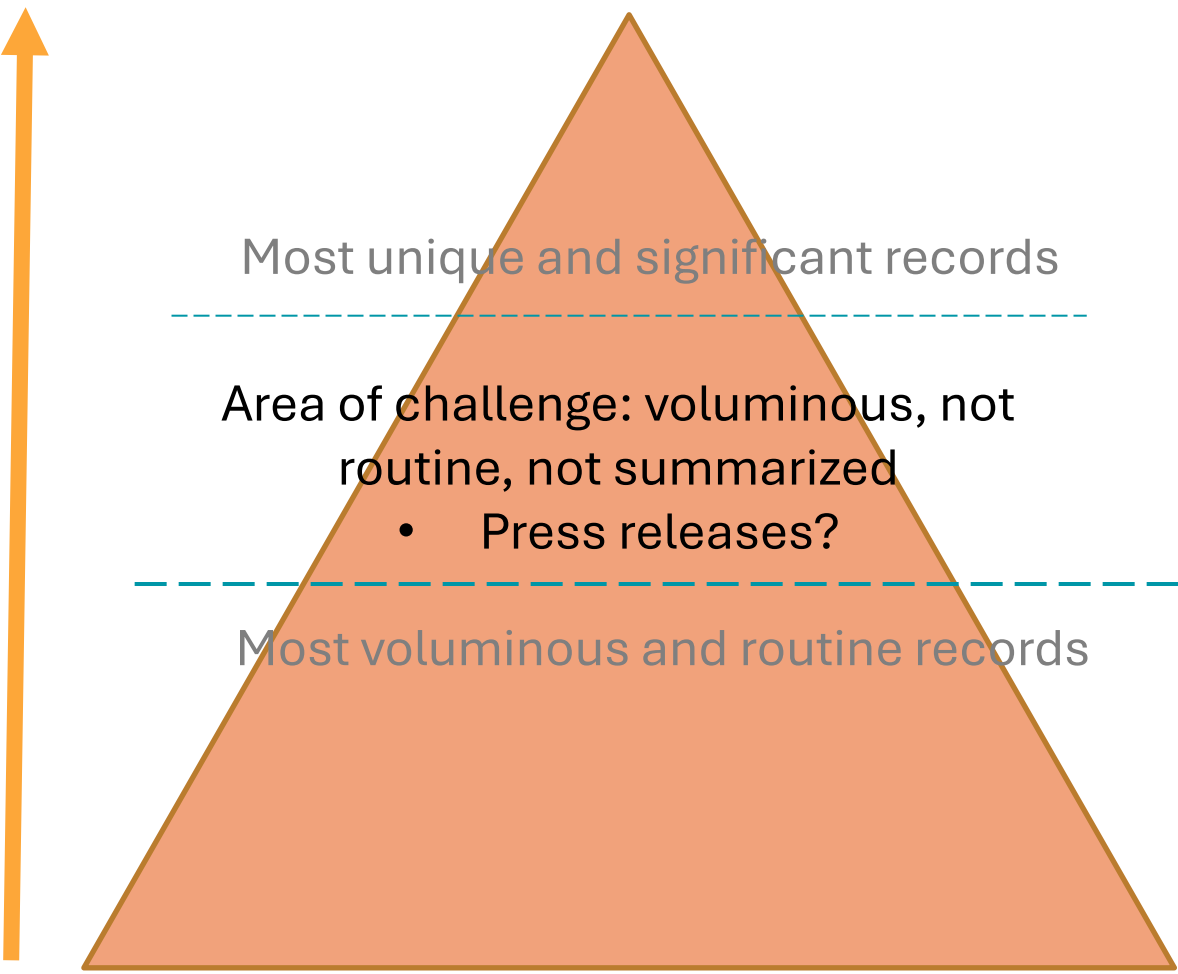 Most unique and significant records
Area of challenge: voluminous, not
routine, not summarized
• Press releases?
Most voluminous and routine records